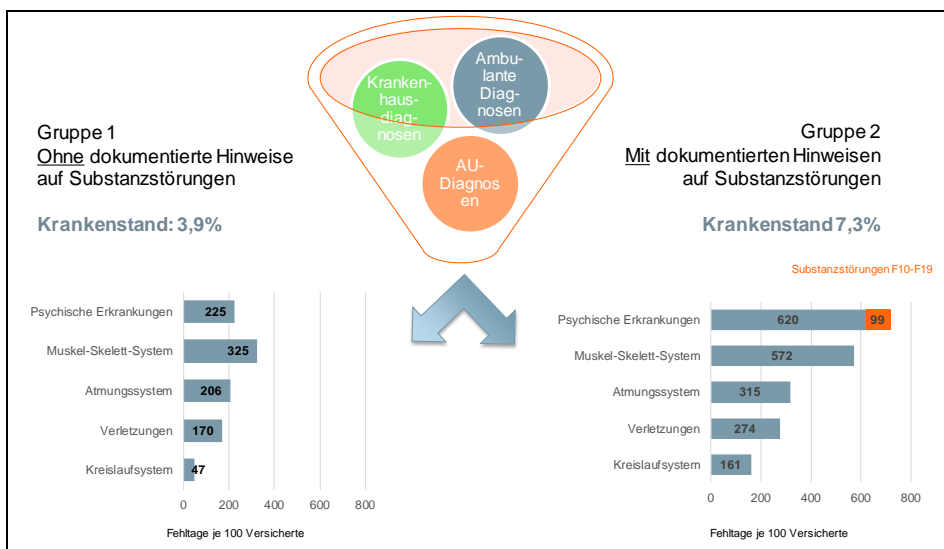 Kranken-
haus-
diag-
nosen
Ambu-
lante
Diag-
nosen
AU-
Diagnos
en
Gruppe 1
Ohne dokumentierte Hinweise
auf Substanzstörungen
Krankenstand: 3,9%
Gruppe 2
Mit dokumentierten Hinweisen
auf Substanzstörungen
Krankenstand 7,3%
Substanzstörungen F10-F19
Psychische Erkrankungen 225
Muskel-Skelett-System 325
Atmungssystem 206
Verletzungen 170
Kreislaufsystem 47
0 200 400 600 800
Fehltage je 100 Versicherte
Psychische Erkrankungen 620 99
Muskel-Skelett-System 572
Atmungssystem 315
Verletzungen 274
Kreislaufsystem 161
0 200 400 600 800
Fehltage je 100 Versicherte